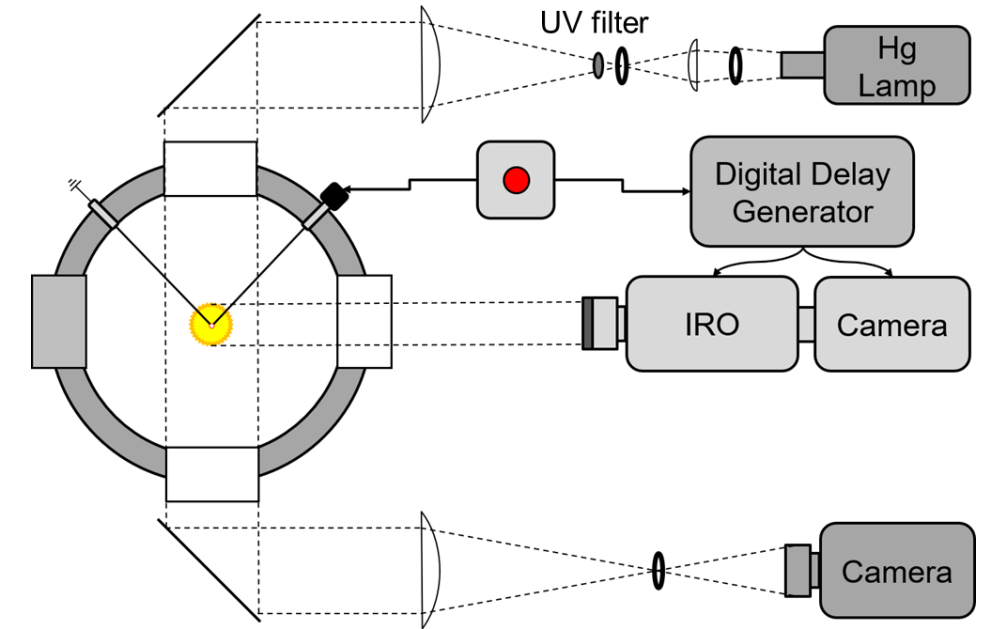 UV filter
Hg
Lamp
Digital Delay
Generator
IRO
Camera
Camera